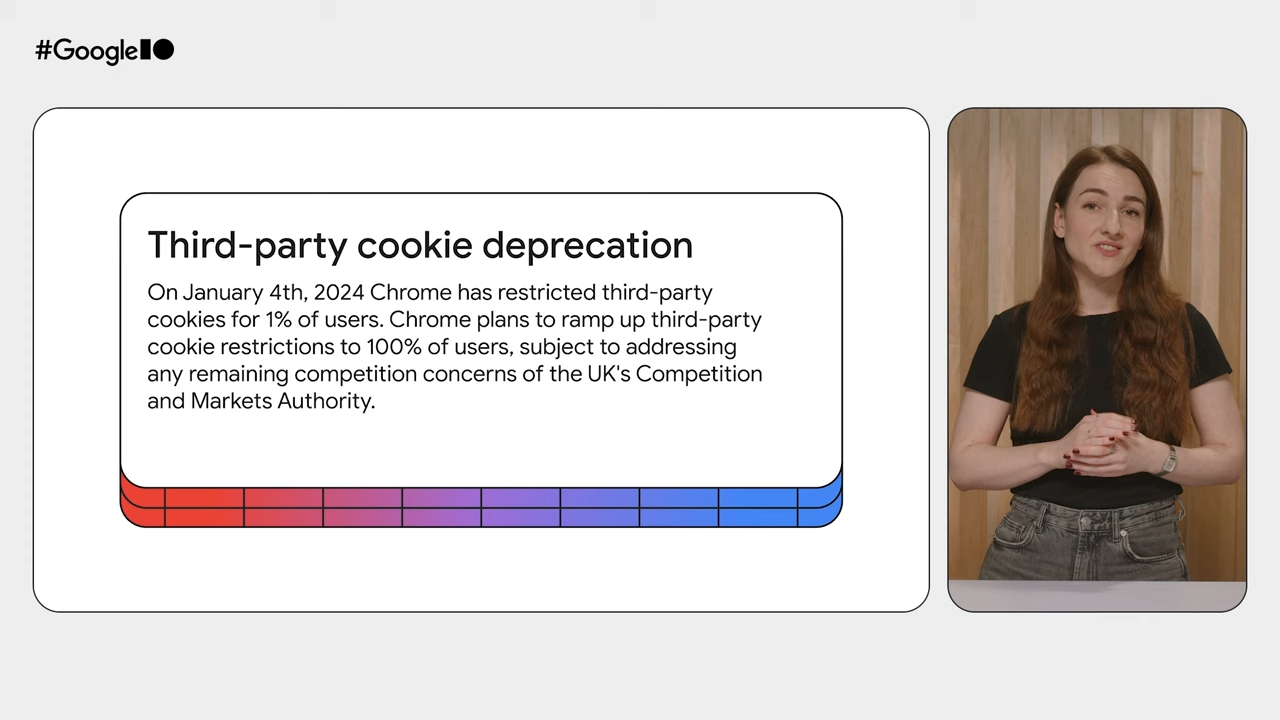 #Google IO
Third-party cookie deprecation
On January 4th, 2024 Chrome has restricted third-party
cookies for 1% of users. Chrome plans to ramp up third-party
cookie restrictions to 100% of users, subject to addressing
any remaining competition concerns of the UK's Competition
and Markets Authority.